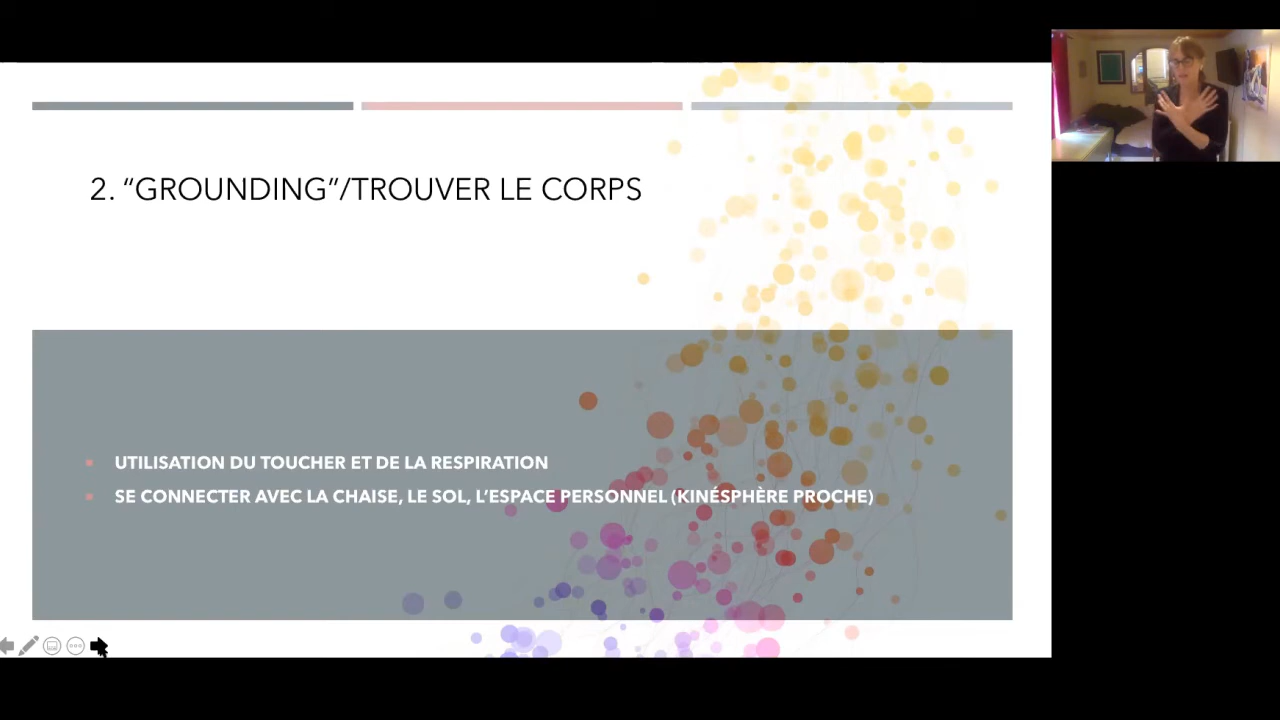 2. “GROUNDING”/TROUVER LE CORPS
UTILISATION DU TOUCHER ET DE LA RESPIRATION
SE CONNECTER AVEC LA CHAISE, LE SOL, L’ESPACE PERSONNEL (KINÉSPHÈRE PROCHE)